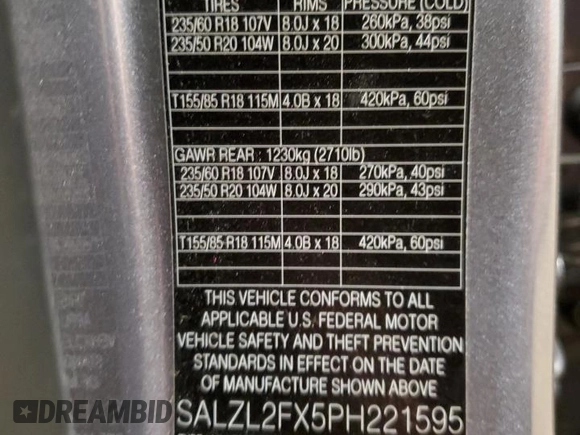 TIRES RIMS PRESSURE (COLD)
235/60 R18 107V 8.0J x 18 260kPa, 38psi
235/50 R20 104W 8.0J x 20 300kPa, 44psi
T155/85 R18 115M 4.0B x 18 420kPa, 60psi
GAWR REAR : 1230kg (2710lb)
235/60 R18 107V 8.0J x 18 270kPa, 40psi
235/50 R20 104W 8.0J x 20 290kPa, 43psi
T155/85 R18 115M 4.0B x 18 420kPa, 60psi
THIS VEHICLE CONFORMS TO ALL
APPLICABLE U.S. FEDERAL MOTOR
VEHICLE SAFETY AND THEFT PREVENTION
STANDARDS IN EFFECT ON THE DATE
OF MANUFACTURE SHOWN ABOVE
SALZL2FX5PH221595
DREAMBID